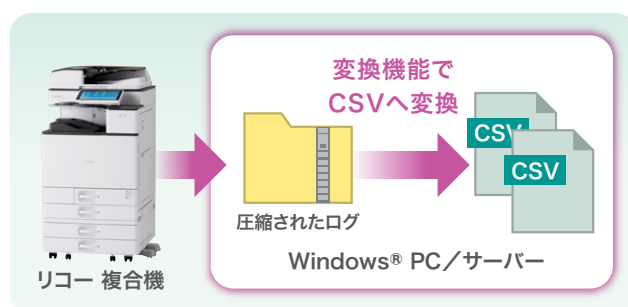 変換機能で
CSVへ変換
CSV
CSV
圧縮されたログ
Windows® PC／サーバー
リコー 複合機